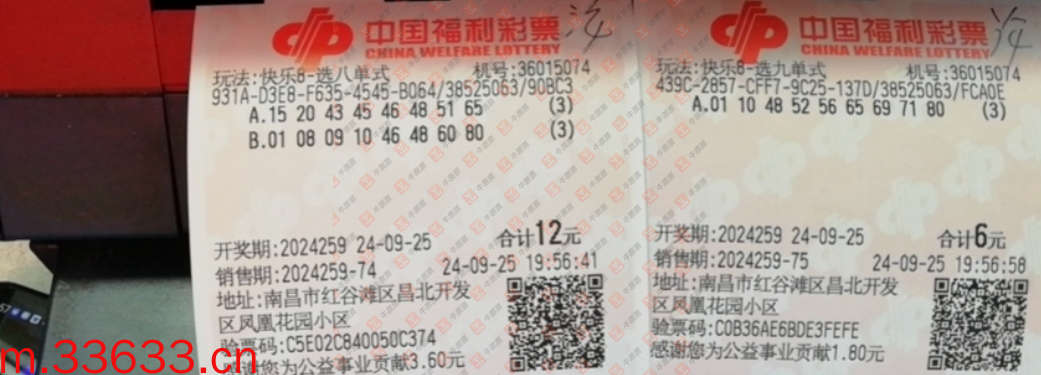 中国福利彩票
CHINA WELFARE LOTTERY
玩法:快乐8-选八单式 机号:36015074
931A-D3E8-F635-4545-B064/38525063/90BC3
A.15 20 43 45 46 48 51 65 (3)
B.01 08 09 10 46 48 60 80 (3)
开奖期:2024259 24-09-25 合计12元
销售期:2024259-74 24-09-25 19:56:41
地址:南昌市红谷滩区昌北开发
区凤凰花园小区
验票码:C5E02C840050C374
感谢您为公益事业贡献3.60元
中国福利彩票
CHINA WELFARE LOTTERY
玩法:快乐8-选九单式 机号:36015074
439C-2857-CFF7-9C25-137D/38525063/FCA0E
A.01 10 48 52 56 65 69 71 80 (3)
开奖期:2024259 24-09-25 合计6元
销售期:2024259-75 24-09-25 19:56:58
地址:南昌市红谷滩区昌北开发
区凤凰花园小区
验票码:C0B36AE6BDE3FEFE
感谢您为公益事业贡献1.80元
m.33633.cn